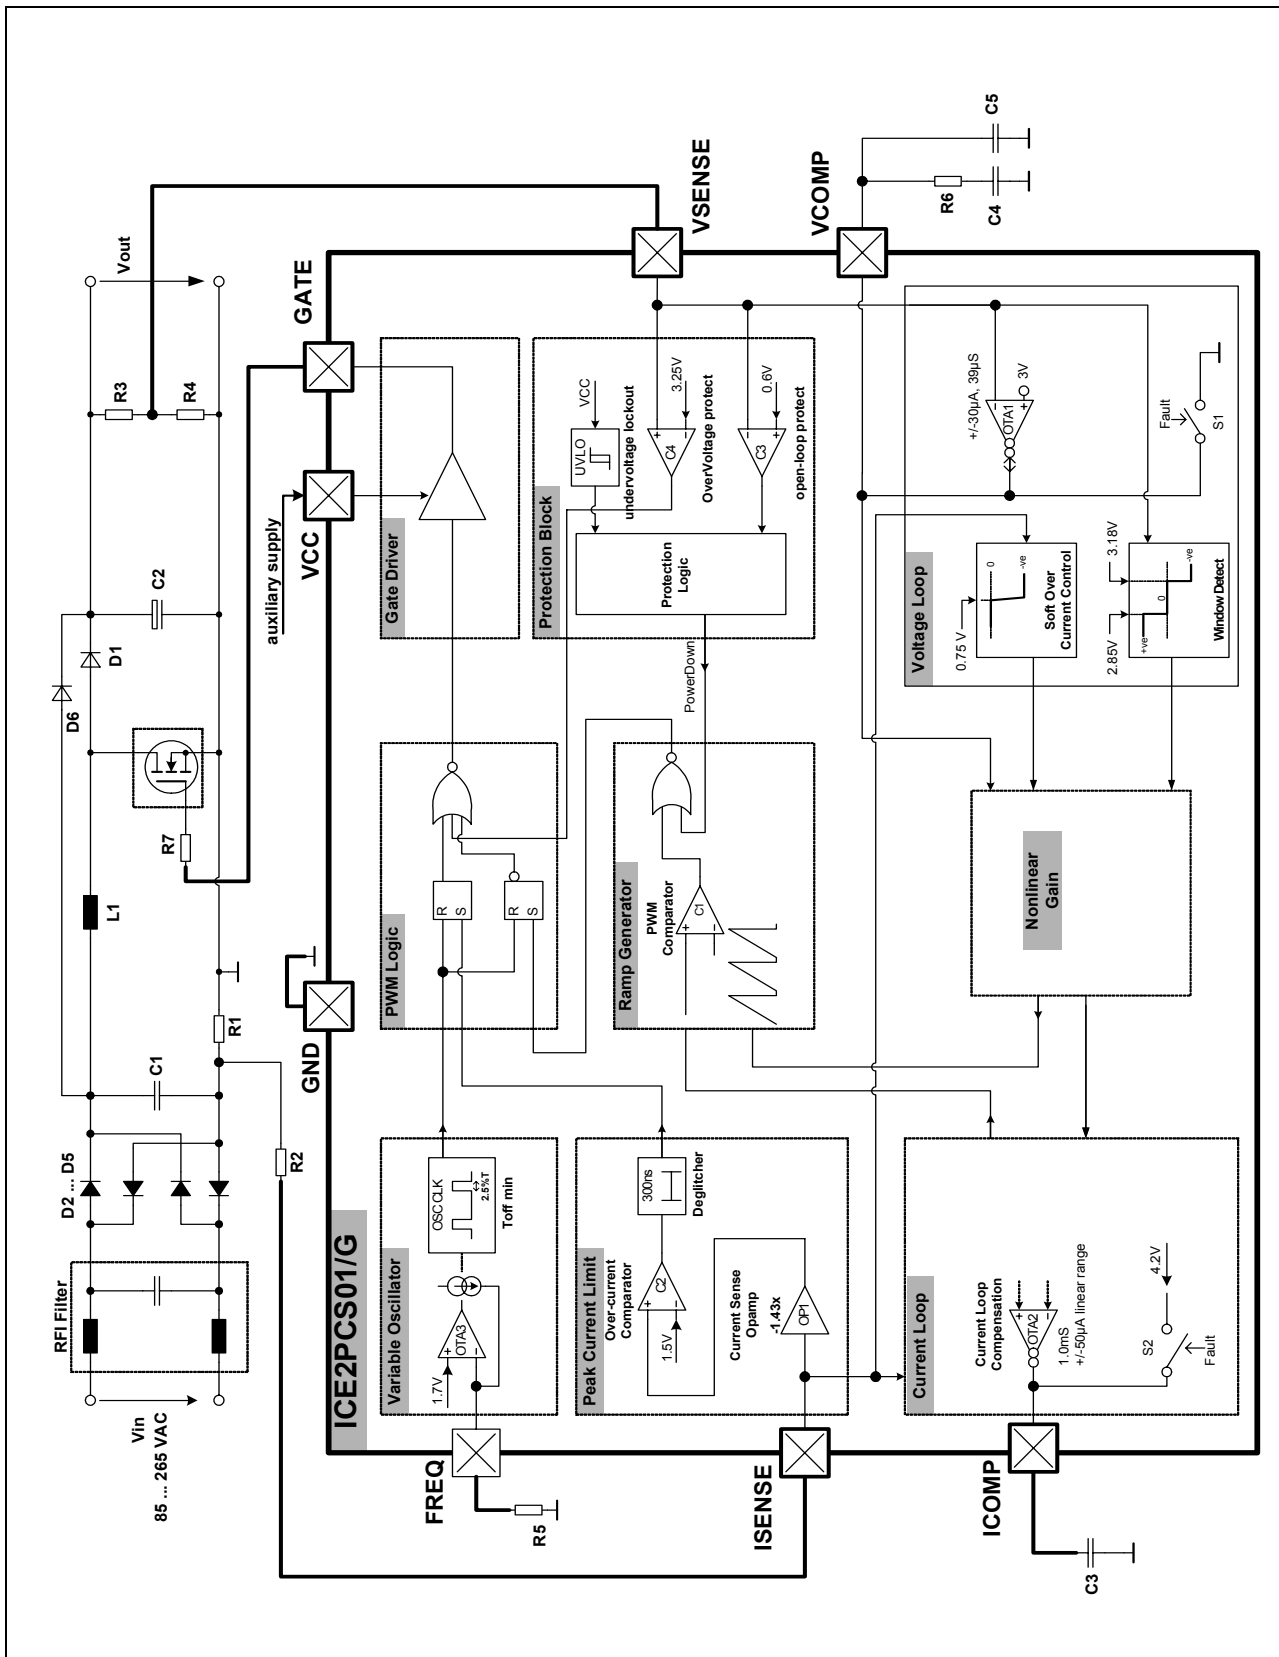 RFI Filter
Vin
85 ... 265 VAC
D2 ... D5
C1
R1
R2
L1
R7
D6
D1
C2
R3
R4
Vout
GND
auxiliary supply
VCC
GATE
ICE2PCS01/G
FREQ
R5
Variable Oscillator
1.7V
+
-
OTA3
OSC CLK
2.5%T
Toff min
PWM Logic
R
S
R
S
Gate Driver
ISENSE
Peak Current Limit
Over-current
Comparator
1.5V
+
-
C2
300ns
Deglitcher
Current Sense
Opamp
-1.43x
OP1
Ramp Generator
PWM
Comparator
+
-
C1
PowerDown
Protection Block
Protection
Logic
UVLO
VCC
undervoltage lockout
C4
+
-
3.25V
OverVoltage protect
C3
-
+
0.6V
open-loop protect
VSENSE
VCOMP
R6
C4
C5
ICOMP
C3
Current Loop
Current Loop
Compensation
+
-
OTA2
1.0mS
+/-50µA linear range
S2
4.2V
Fault
Nonlinear
Gain
Voltage Loop
0.75 V
0
-ve
Soft Over
Current Control
2.85V
3.18V
+ve
0
-ve
Window Detect
+/-30µA, 39µS
-
+
OTA1
3V
Fault
S1